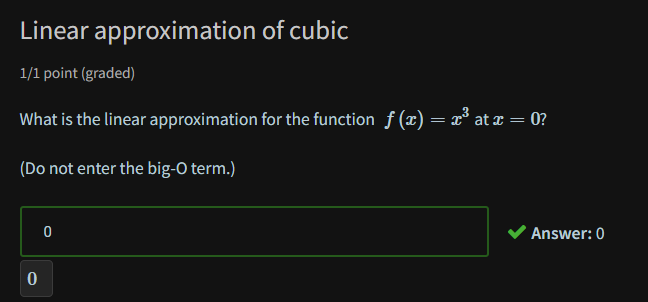 Linear approximation of cubic
1/1 point (graded)
What is the linear approximation for the function f (x) = x³ at x = 0?
(Do not enter the big-O term.)
0
✔ Answer: 0
0